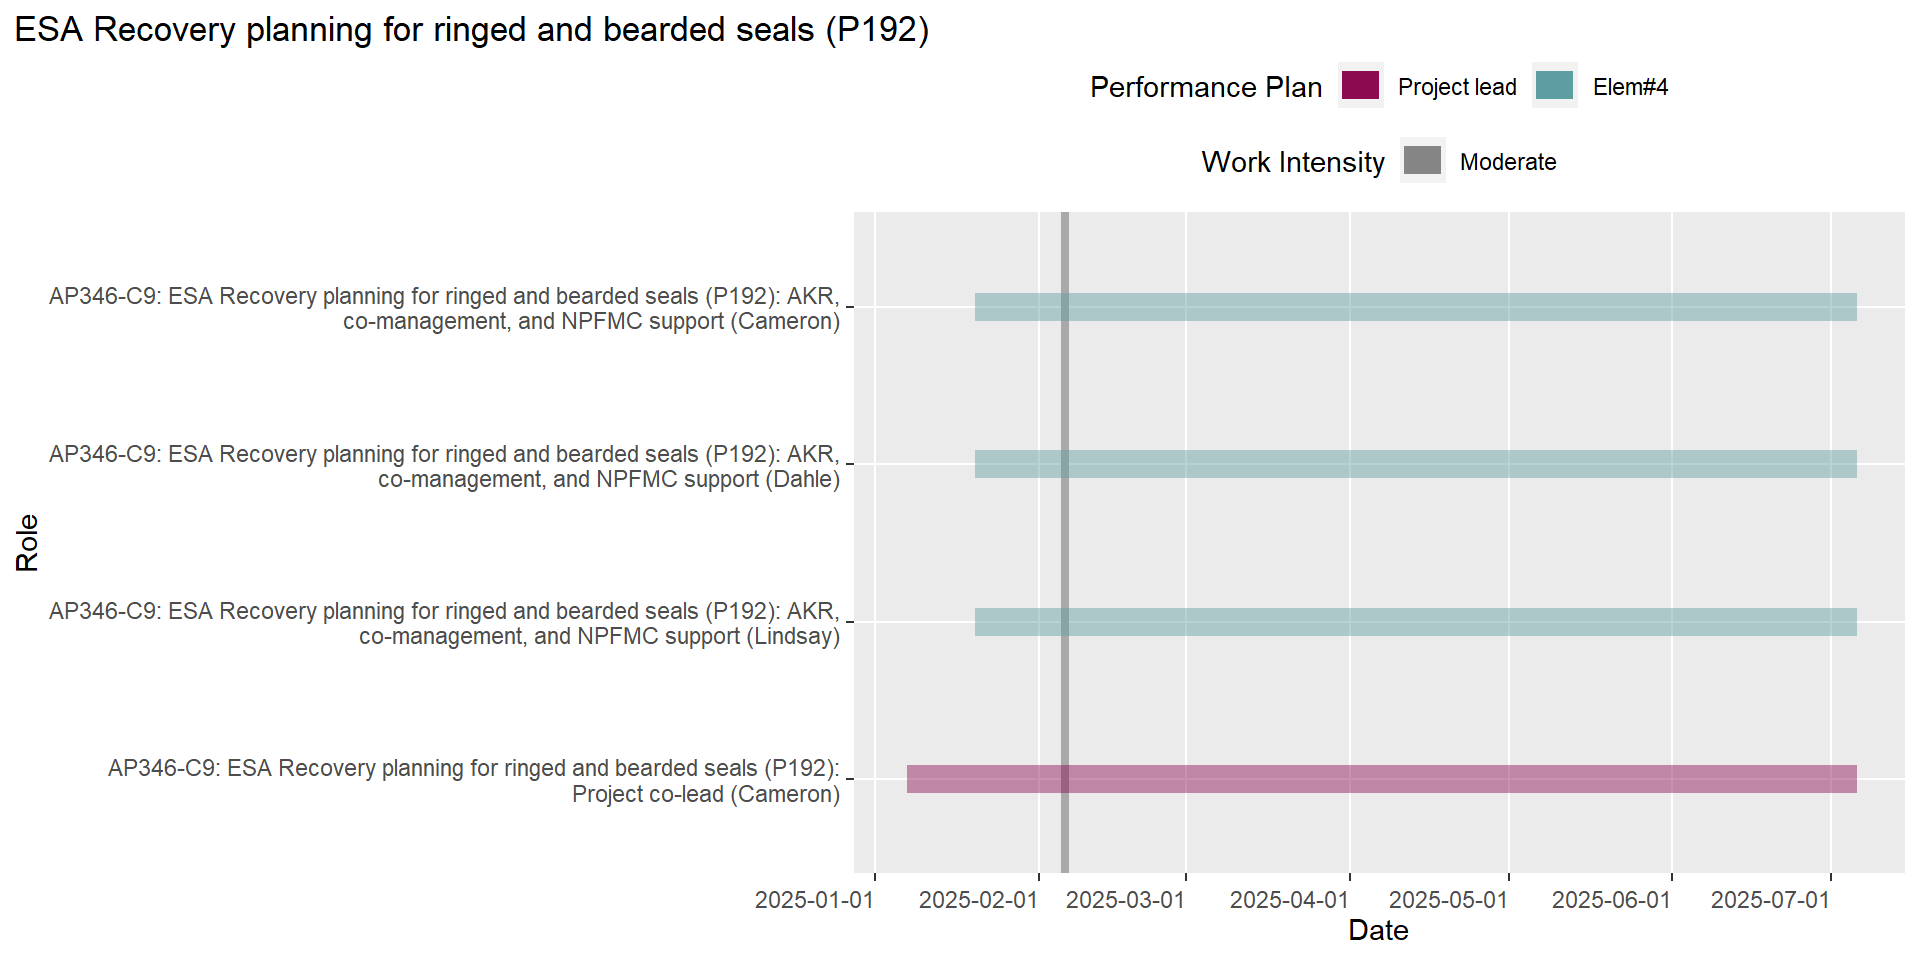 ESA Recovery planning for ringed and bearded seals (P192)
Performance Plan Project lead Elem#4
Work Intensity Moderate
AP346-C9: ESA Recovery planning for ringed and bearded seals (P192): AKR,
co-management, and NPFMC support (Cameron)
AP346-C9: ESA Recovery planning for ringed and bearded seals (P192): AKR,
co-management, and NPFMC support (Dahle)
AP346-C9: ESA Recovery planning for ringed and bearded seals (P192): AKR,
co-management, and NPFMC support (Lindsay)
AP346-C9: ESA Recovery planning for ringed and bearded seals (P192):
Project co-lead (Cameron)
Role
2025-01-01 2025-02-01 2025-03-01 2025-04-01 2025-05-01 2025-06-01 2025-07-01
Date